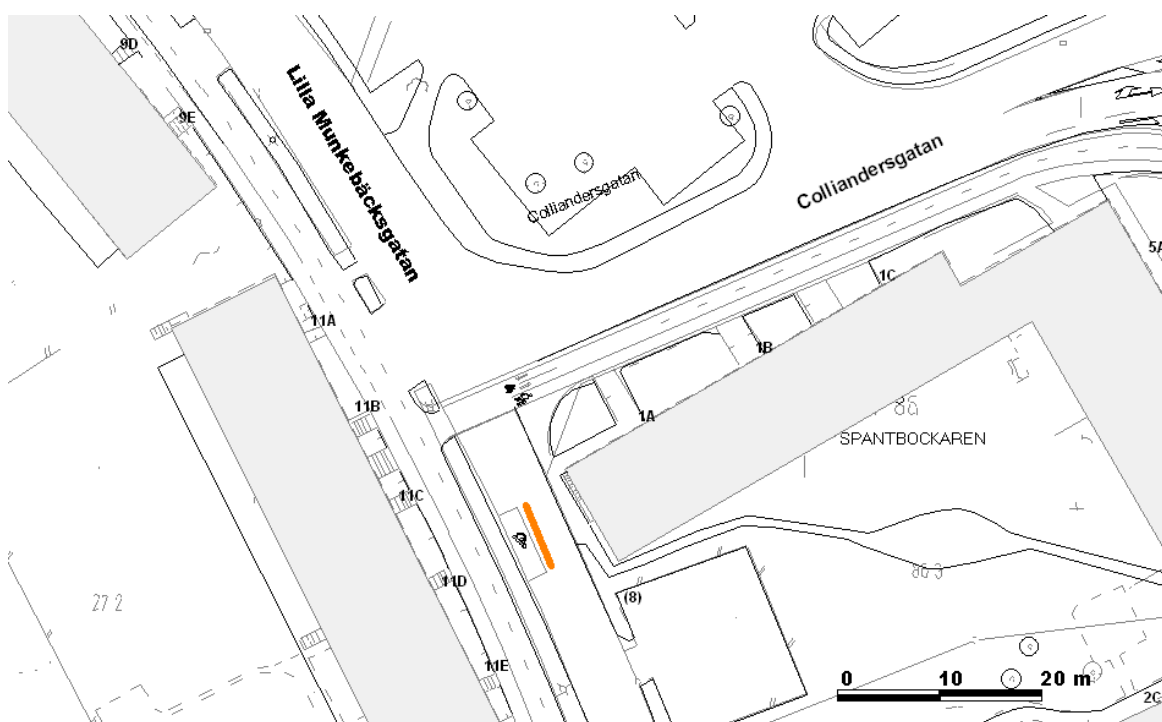 9D
9E
Lilla Munkebäcksgatan
Colliandersgatan
Colliandersgatan
5A
1C
11A
1B
11B
1A
SPANTBOCKAREN
11C
11D
27 2
(8)
11E
0 10 20 m
2C